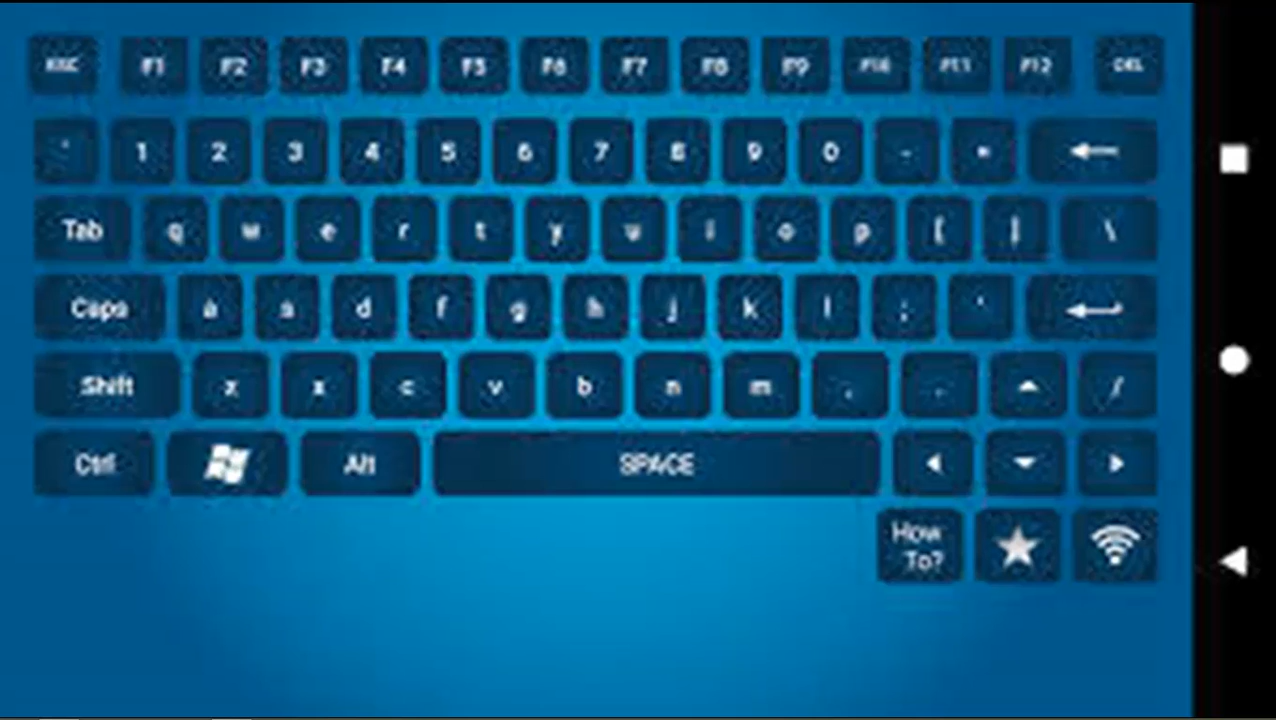 ESC F1 F2 F3 F4 F5 F6 F7 F8 F9 F10 F11 F12 DEL
` 1 2 3 4 5 6 7 8 9 0 - =
Tab q w e r t y u i o p [ ] \
Caps a s d f g h j k l ; '
Shift z x c v b n m , . /
Ctrl Alt SPACE
How
To?